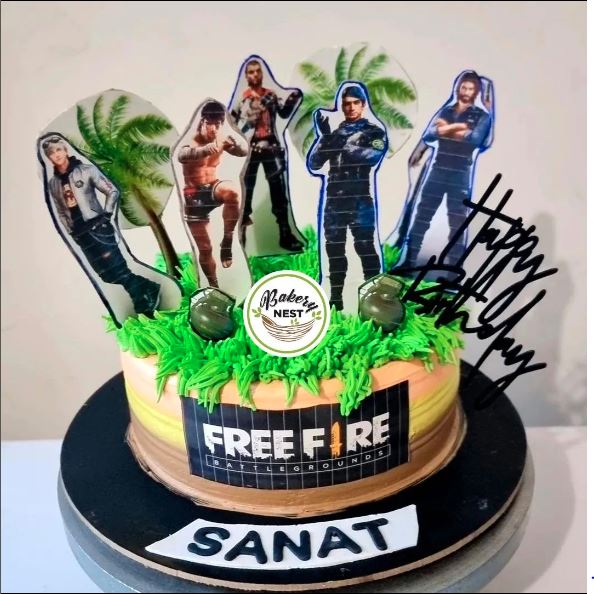 Happy
Birthday
Bakery
NEST
FREE FIRE
BATTLEGROUNDS
SANAT